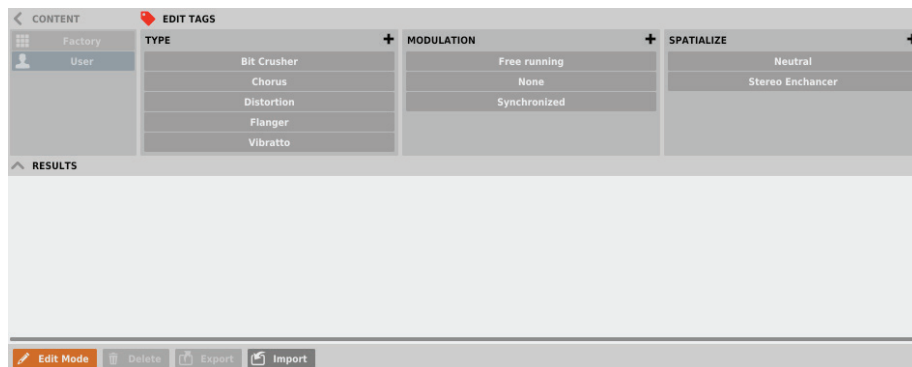 CONTENT
EDIT TAGS
Factory
User
TYPE
Bit Crusher
Chorus
Distortion
Flanger
Vibratto
MODULATION
Free running
None
Synchronized
SPATIALIZE
Neutral
Stereo Enchancer
RESULTS
Edit Mode
Delete
Export
Import